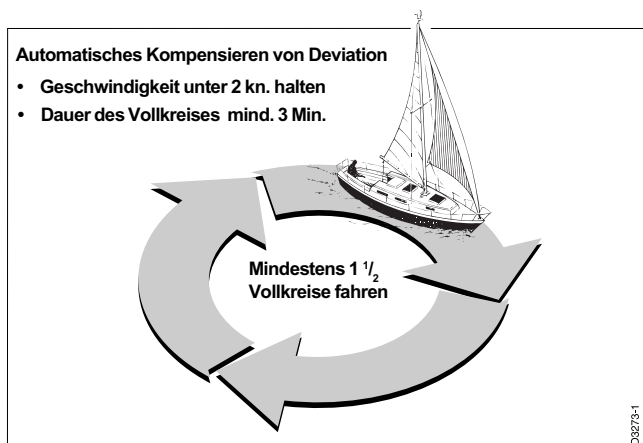 Automatisches Kompensieren von Deviation
• Geschwindigkeit unter 2 kn. halten
• Dauer des Vollkreises mind. 3 Min.
Mindestens 1 1/2
Vollkreise fahren
D3273-1